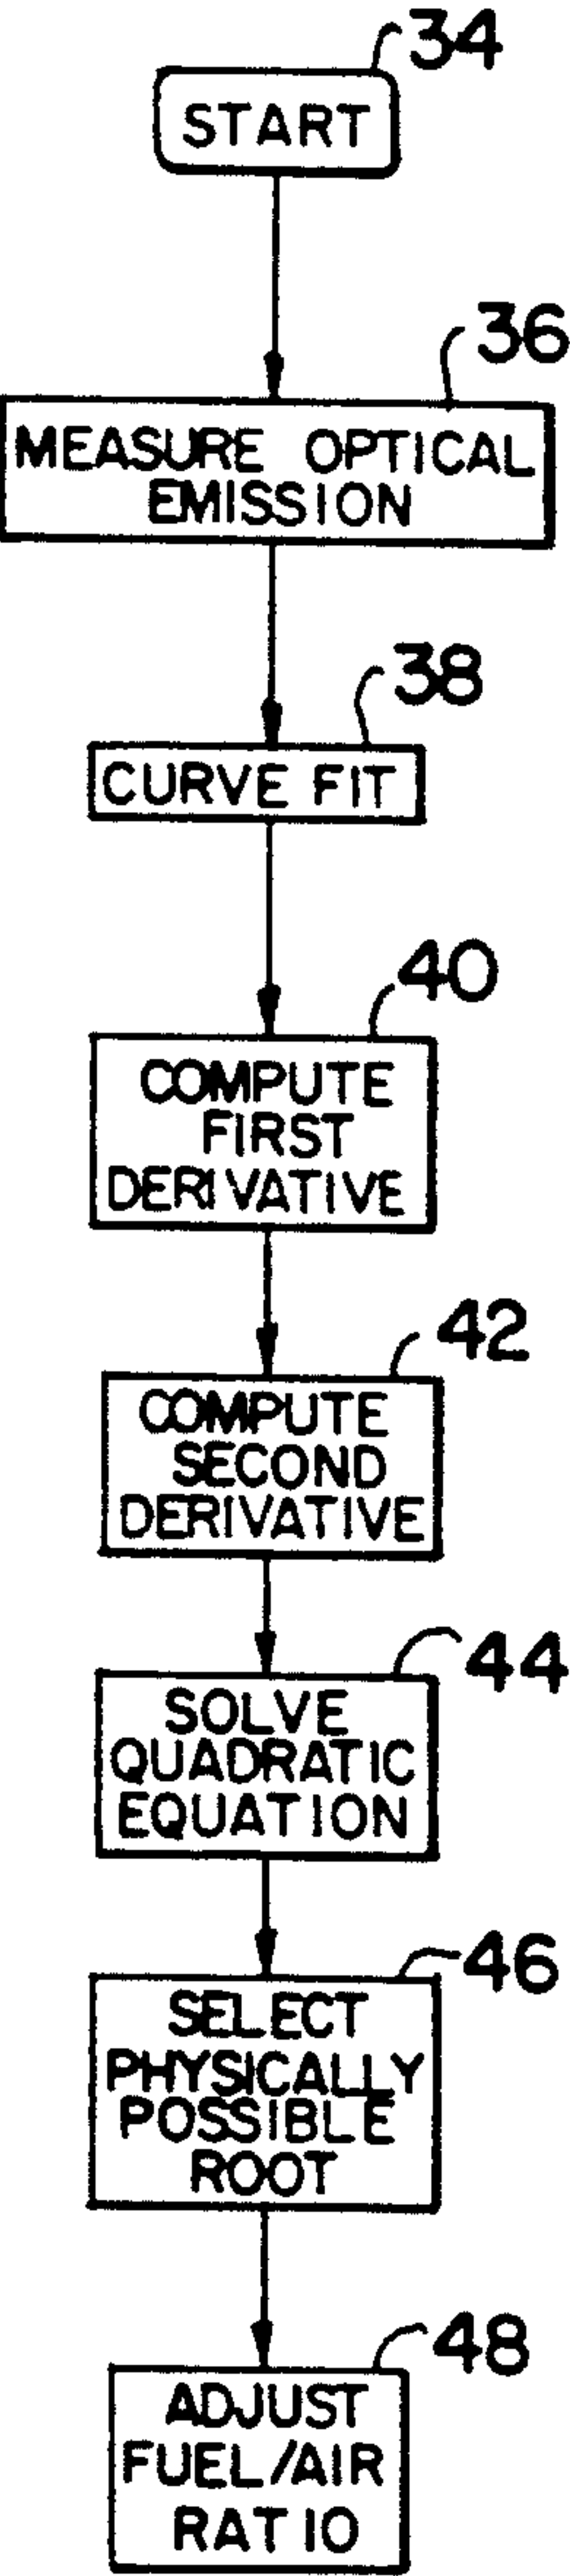 34
START
36
MEASURE OPTICAL
EMISSION
38
CURVE FIT
40
COMPUTE
FIRST
DERIVATIVE
42
COMPUTE
SECOND
DERIVATIVE
44
SOLVE
QUADRATIC
EQUATION
46
SELECT
PHYSICALLY
POSSIBLE
ROOT
48
ADJUST
FUEL/AIR
RATIO